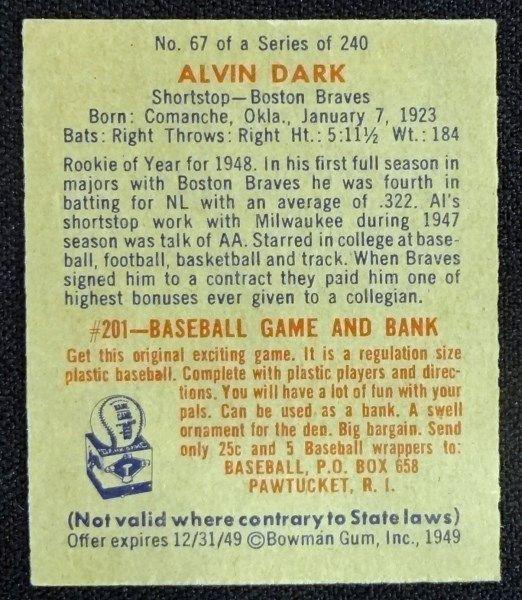 No. 67 of a Series of 240
ALVIN DARK
Shortstop—Boston Braves
Born: Comanche, Okla., January 7, 1923
Bats: Right Throws: Right Ht.: 5:11½ Wt.: 184
Rookie of Year for 1948. In his first full season in
majors with Boston Braves he was fourth in
batting for NL with an average of .322. Al's
shortstop work with Milwaukee during 1947
season was talk of AA. Starred in college at base-
ball, football, basketball and track. When Braves
signed him to a contract they paid him one of
highest bonuses ever given to a collegian.
#201—BASEBALL GAME AND BANK
Get this original exciting game. It is a regulation size
plastic baseball. Complete with plastic players and direc-
tions. You will have a lot of fun with your
pals. Can be used as a bank. A swell
ornament for the den. Big bargain. Send
only 25c and 5 Baseball wrappers to:
BASEBALL, P.O. BOX 658
PAWTUCKET, R. I.
(Not valid where contrary to State laws)
Offer expires 12/31/49 ©Bowman Gum, Inc., 1949